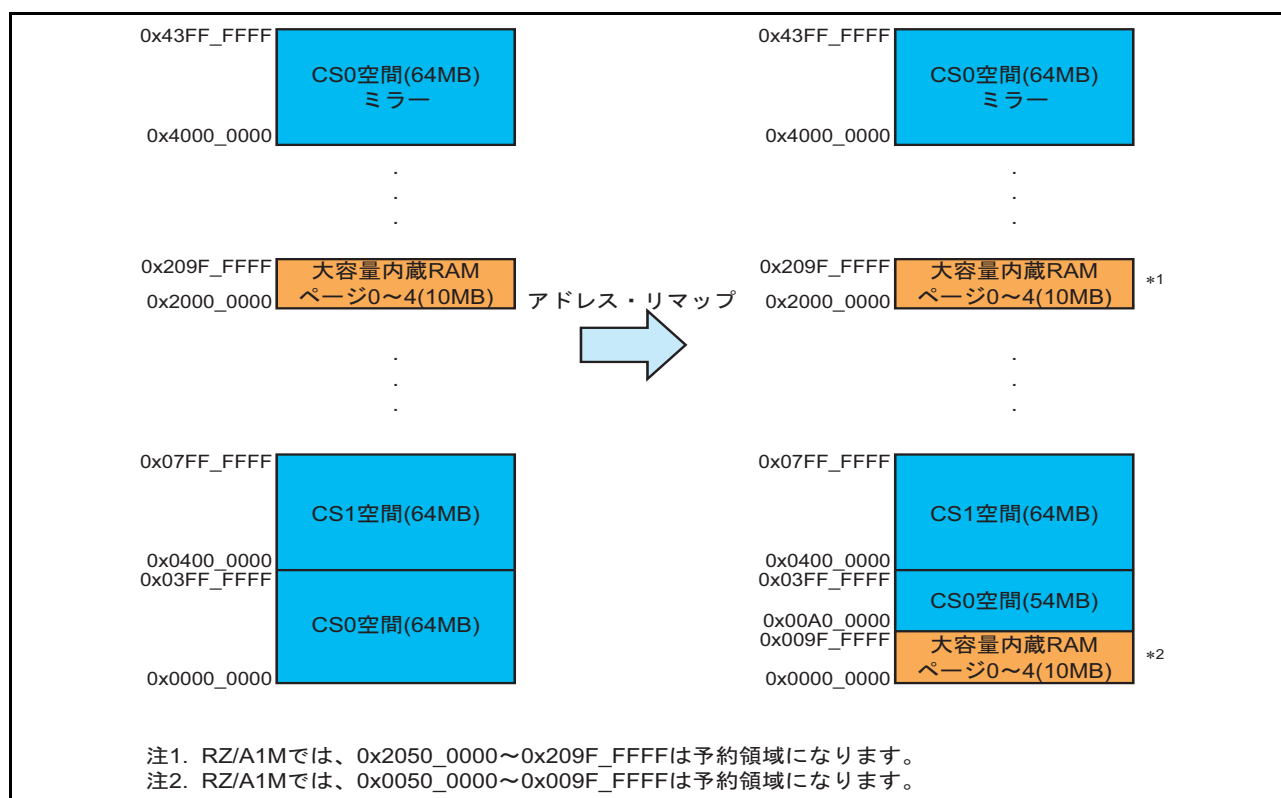 0x43FF_FFFF
CS0空間(64MB)
ミラー
0x4000_0000
.
.
.
0x209F_FFFF
大容量内蔵RAM
ページ0～4(10MB)
0x2000_0000
.
.
.
0x07FF_FFFF
CS1空間(64MB)
0x0400_0000
0x03FF_FFFF
CS0空間(64MB)
0x0000_0000
アドレス・リマップ
0x43FF_FFFF
CS0空間(64MB)
ミラー
0x4000_0000
.
.
.
0x209F_FFFF
大容量内蔵RAM
ページ0～4(10MB)
*1
0x2000_0000
.
.
.
0x07FF_FFFF
CS1空間(64MB)
0x0400_0000
0x03FF_FFFF
CS0空間(54MB)
0x00A0_0000
0x009F_FFFF
大容量内蔵RAM
ページ0～4(10MB)
*2
0x0000_0000
注1. RZ/A1Mでは、0x2050_0000～0x209F_FFFFは予約領域になります。
注2. RZ/A1Mでは、0x0050_0000～0x009F_FFFFは予約領域になります。